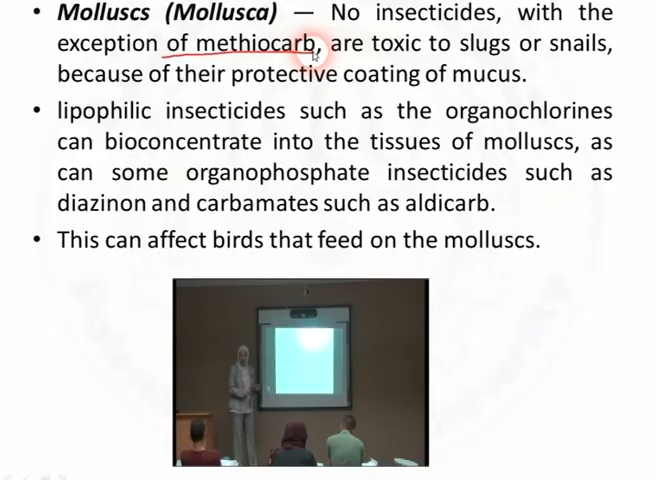 • Molluscs (Mollusca) — No insecticides, with the
exception of methiocarb, are toxic to slugs or snails,
because of their protective coating of mucus.
• lipophilic insecticides such as the organochlorines
can bioconcentrate into the tissues of molluscs, as
can some organophosphate insecticides such as
diazinon and carbamates such as aldicarb.
• This can affect birds that feed on the molluscs.